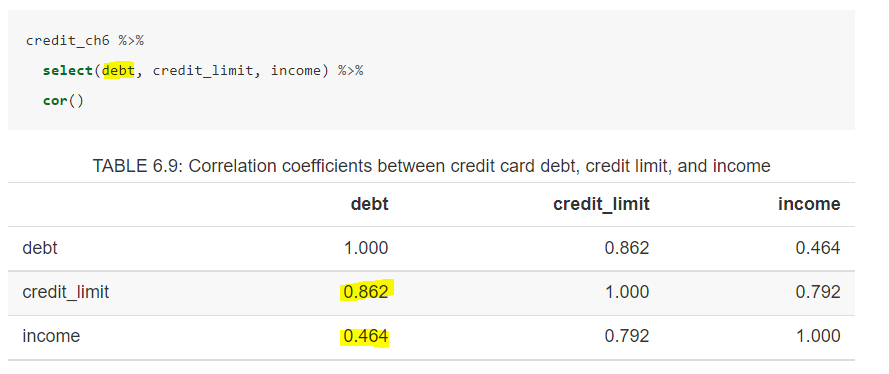 credit_ch6 %>%
select(debt, credit_limit, income) %>%
cor()
TABLE 6.9: Correlation coefficients between credit card debt, credit limit, and income
debt credit_limit income
debt 1.000 0.862 0.464
credit_limit 0.862 1.000 0.792
income 0.464 0.792 1.000